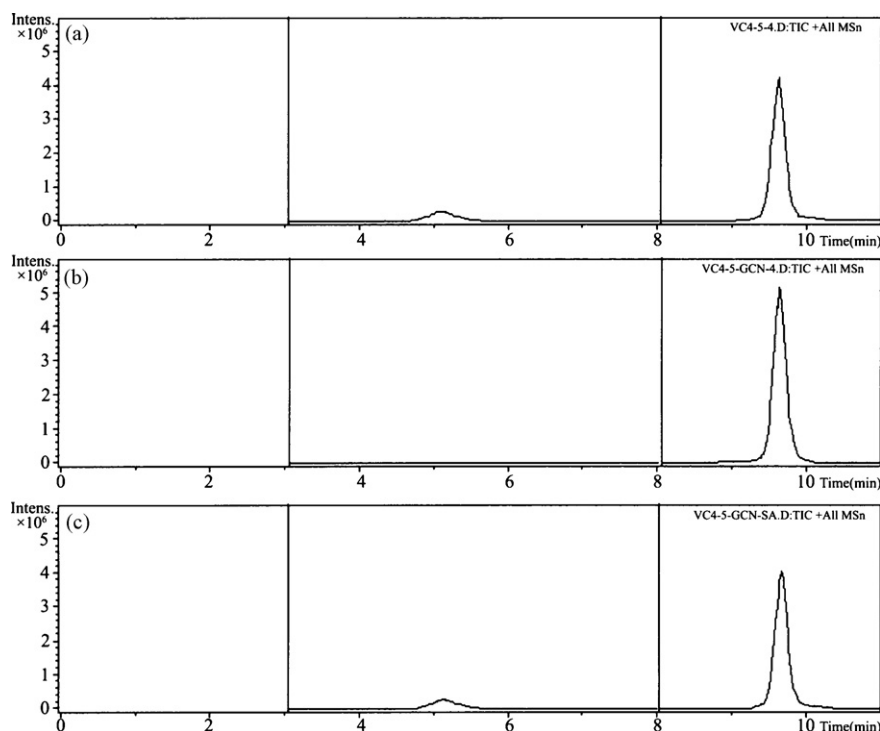 Intens..
×10⁶
(a)
VC4-5-4.D:TIC +All MSn
5
4
3
2
1
0
0 2 4 6 8 10 Time(min)
Intens..
×10⁶
(b)
VC4-5-GCN-4.D:TIC +All MSn
5
4
3
2
1
0
0 2 4 6 8 10 Time(min)
Intens..
×10⁶
(c)
VC4-5-GCN-SA.D:TIC +All MSn
5
4
3
2
1
0
0 2 4 6 8 10 Time(min)